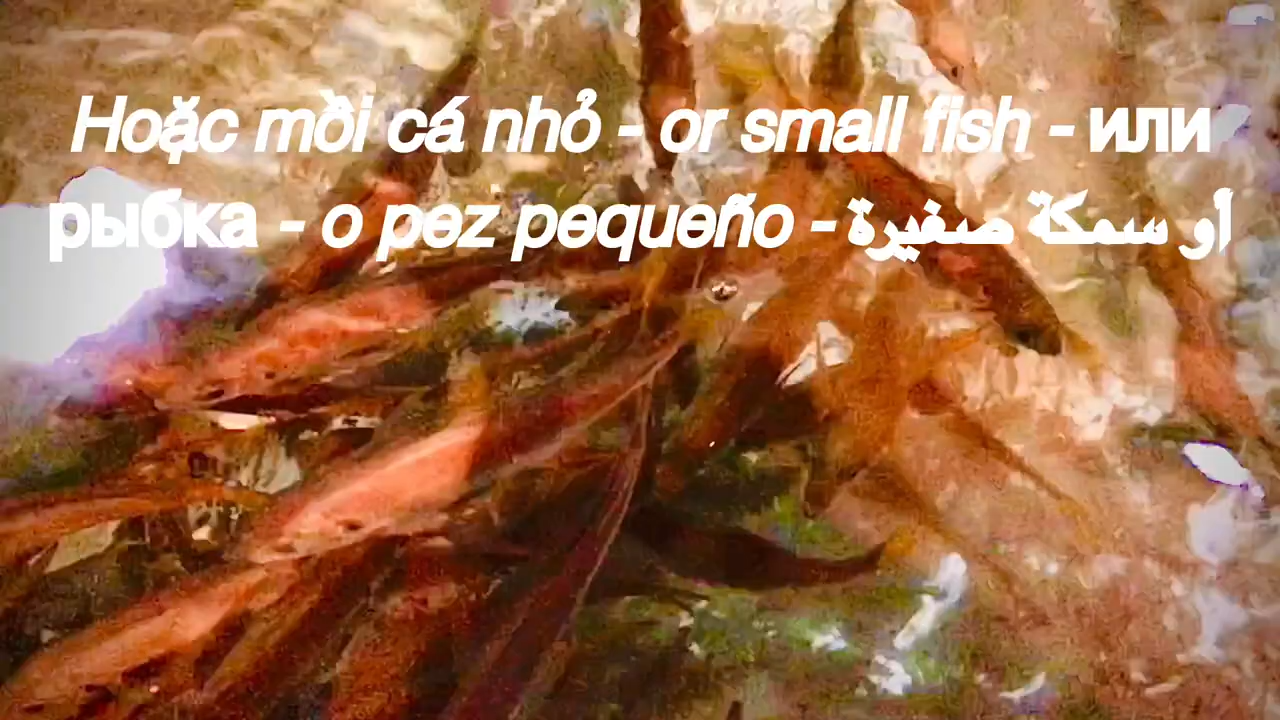 Hoặc mồi cá nhỏ - or small fish - или
рыбка - o pez pequeño - أو سمكة صغيرة